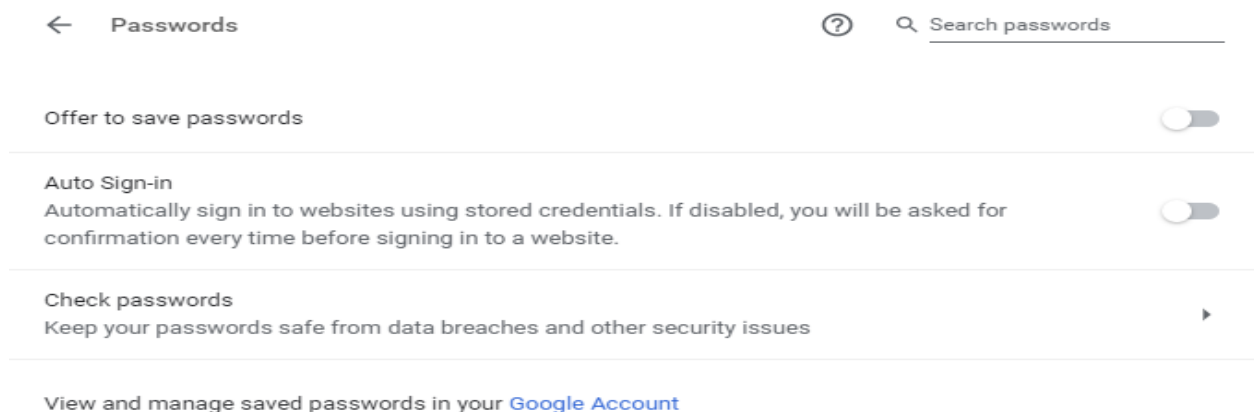 Passwords
Search passwords
Offer to save passwords
Auto Sign-in
Automatically sign in to websites using stored credentials. If disabled, you will be asked for
confirmation every time before signing in to a website.
Check passwords
Keep your passwords safe from data breaches and other security issues
View and manage saved passwords in your Google Account